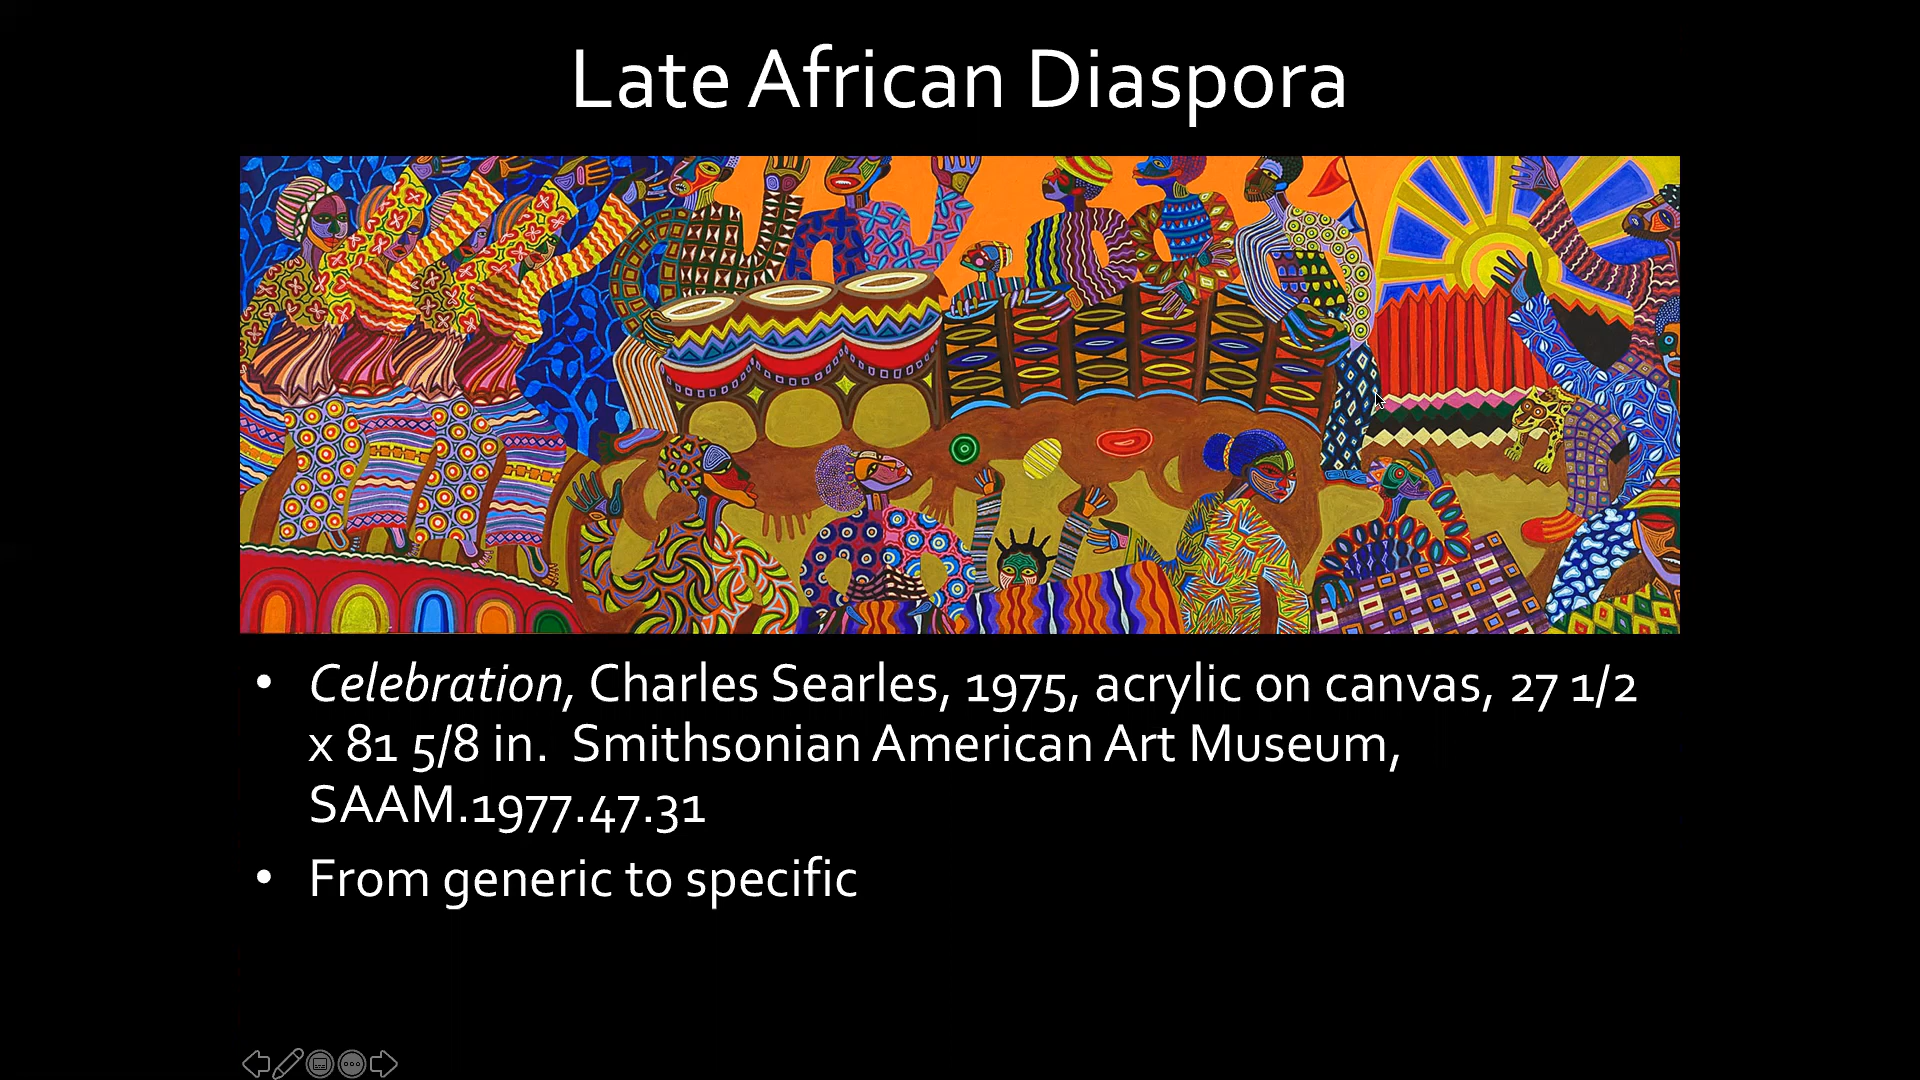 Late African Diaspora
• Celebration, Charles Searles, 1975, acrylic on canvas, 27 1/2
x 81 5/8 in.  Smithsonian American Art Museum,
SAAM.1977.47.31
• From generic to specific